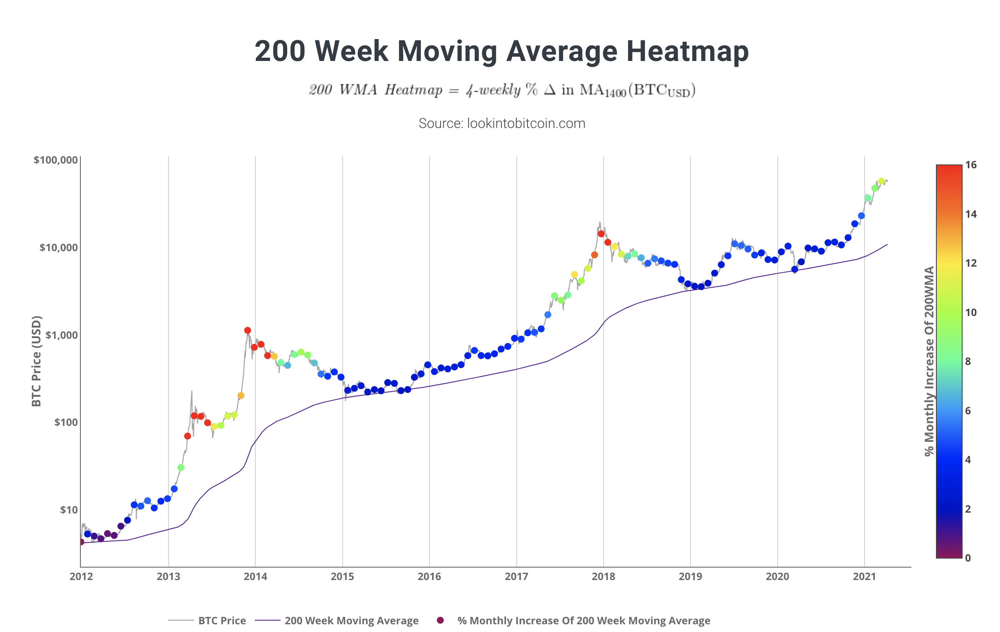 200 Week Moving Average Heatmap
200 WMA Heatmap = 4-weekly % Δ in MA₁₄₀₀(BTC_USD)
Source: lookintobitcoin.com
$100,000
$10,000
$1,000
$100
$10
BTC Price (USD)
2012 2013 2014 2015 2016 2017 2018 2019 2020 2021
% Monthly Increase Of 200WMA
16
14
12
10
8
6
4
2
0
BTC Price 200 Week Moving Average % Monthly Increase Of 200 Week Moving Average